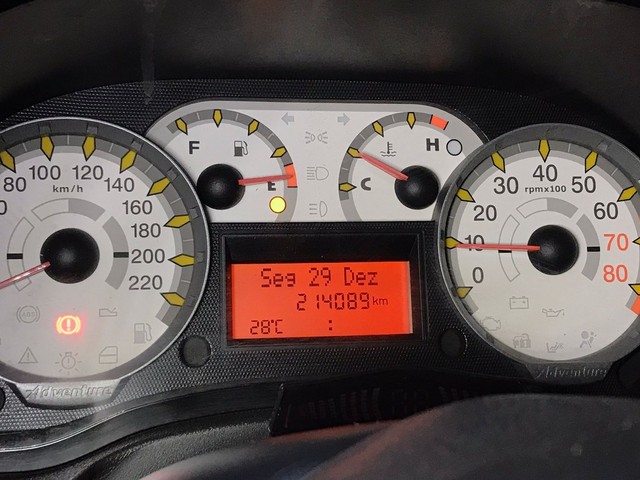 80 100 120 140 160 180 200 220
km/h
Adventure
F E
C H
Seg 29 Dez
214089 km
28°C :
0 10 20 30 40 50 60 70 80
rpmx100
Adventure